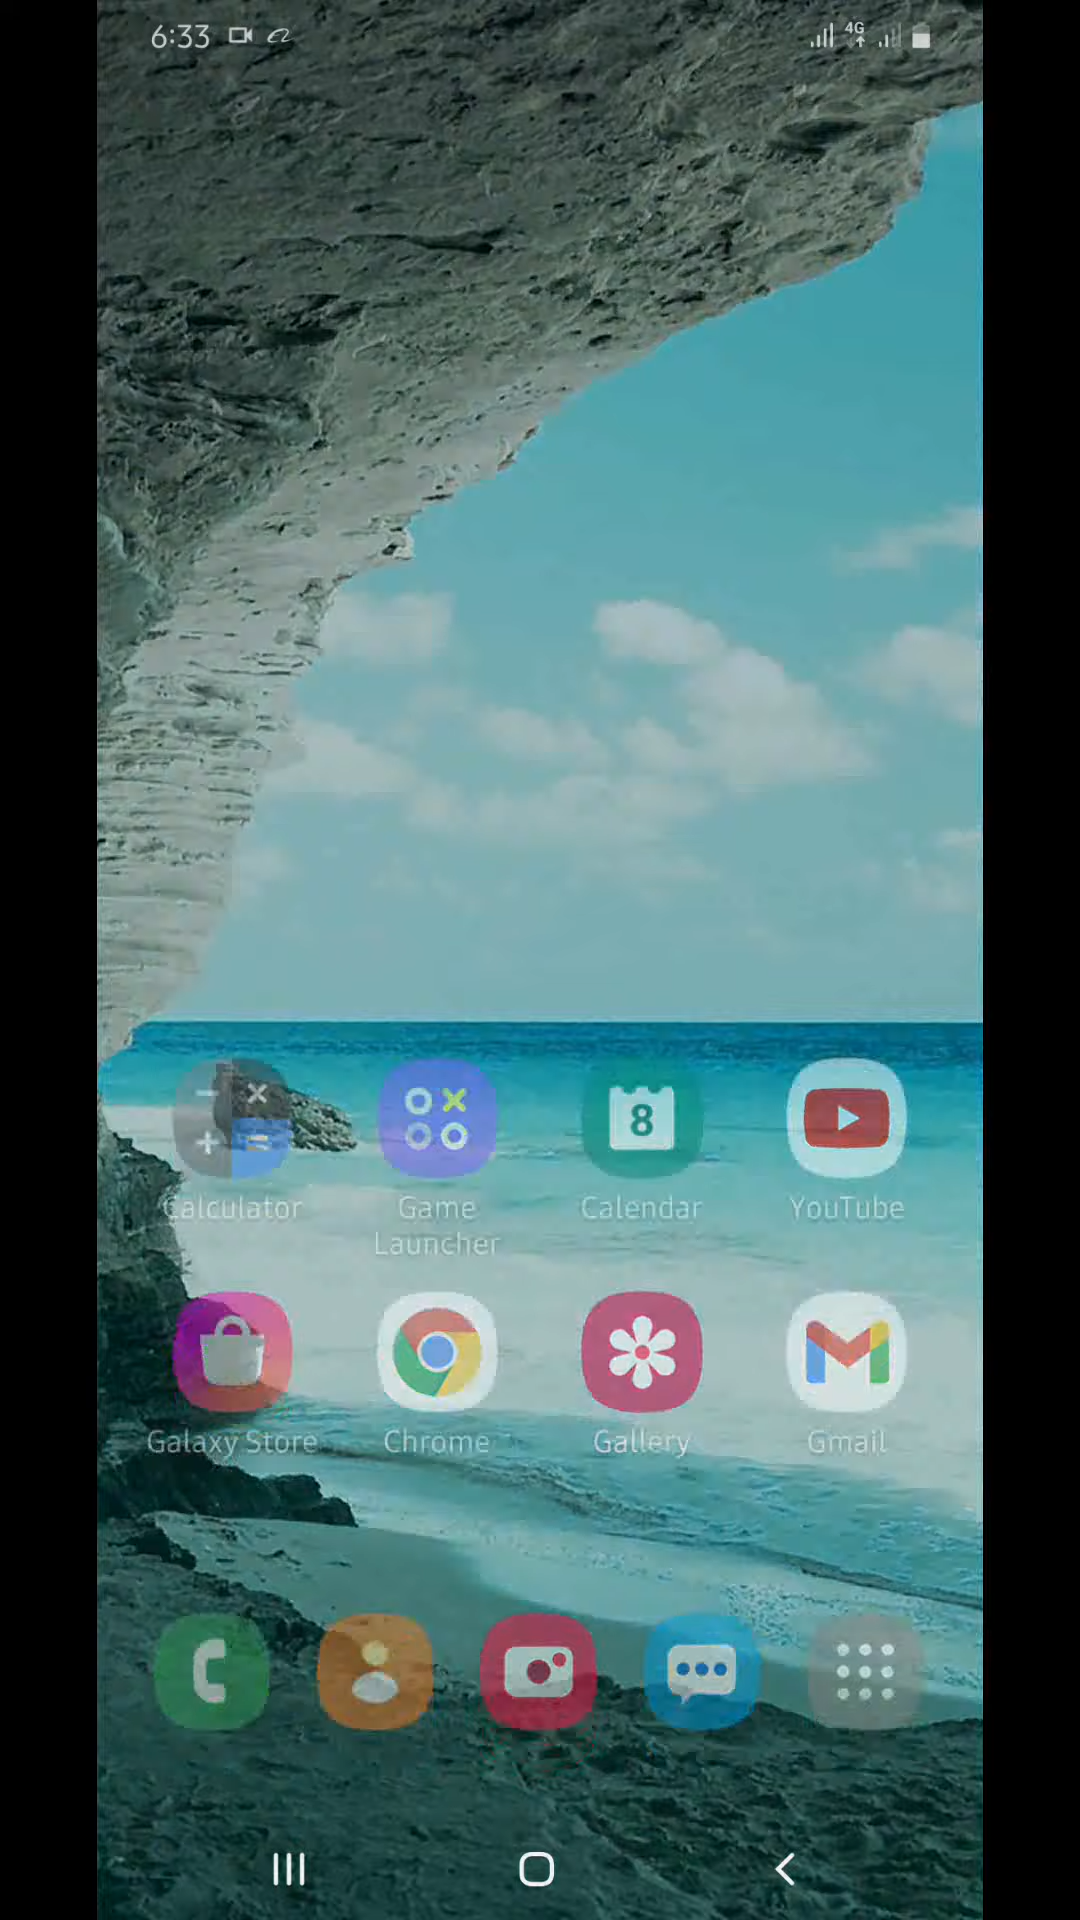 6:33
4G
8
Calculator
Game
Launcher
Calendar
YouTube
Galaxy Store
Chrome
Gallery
Gmail